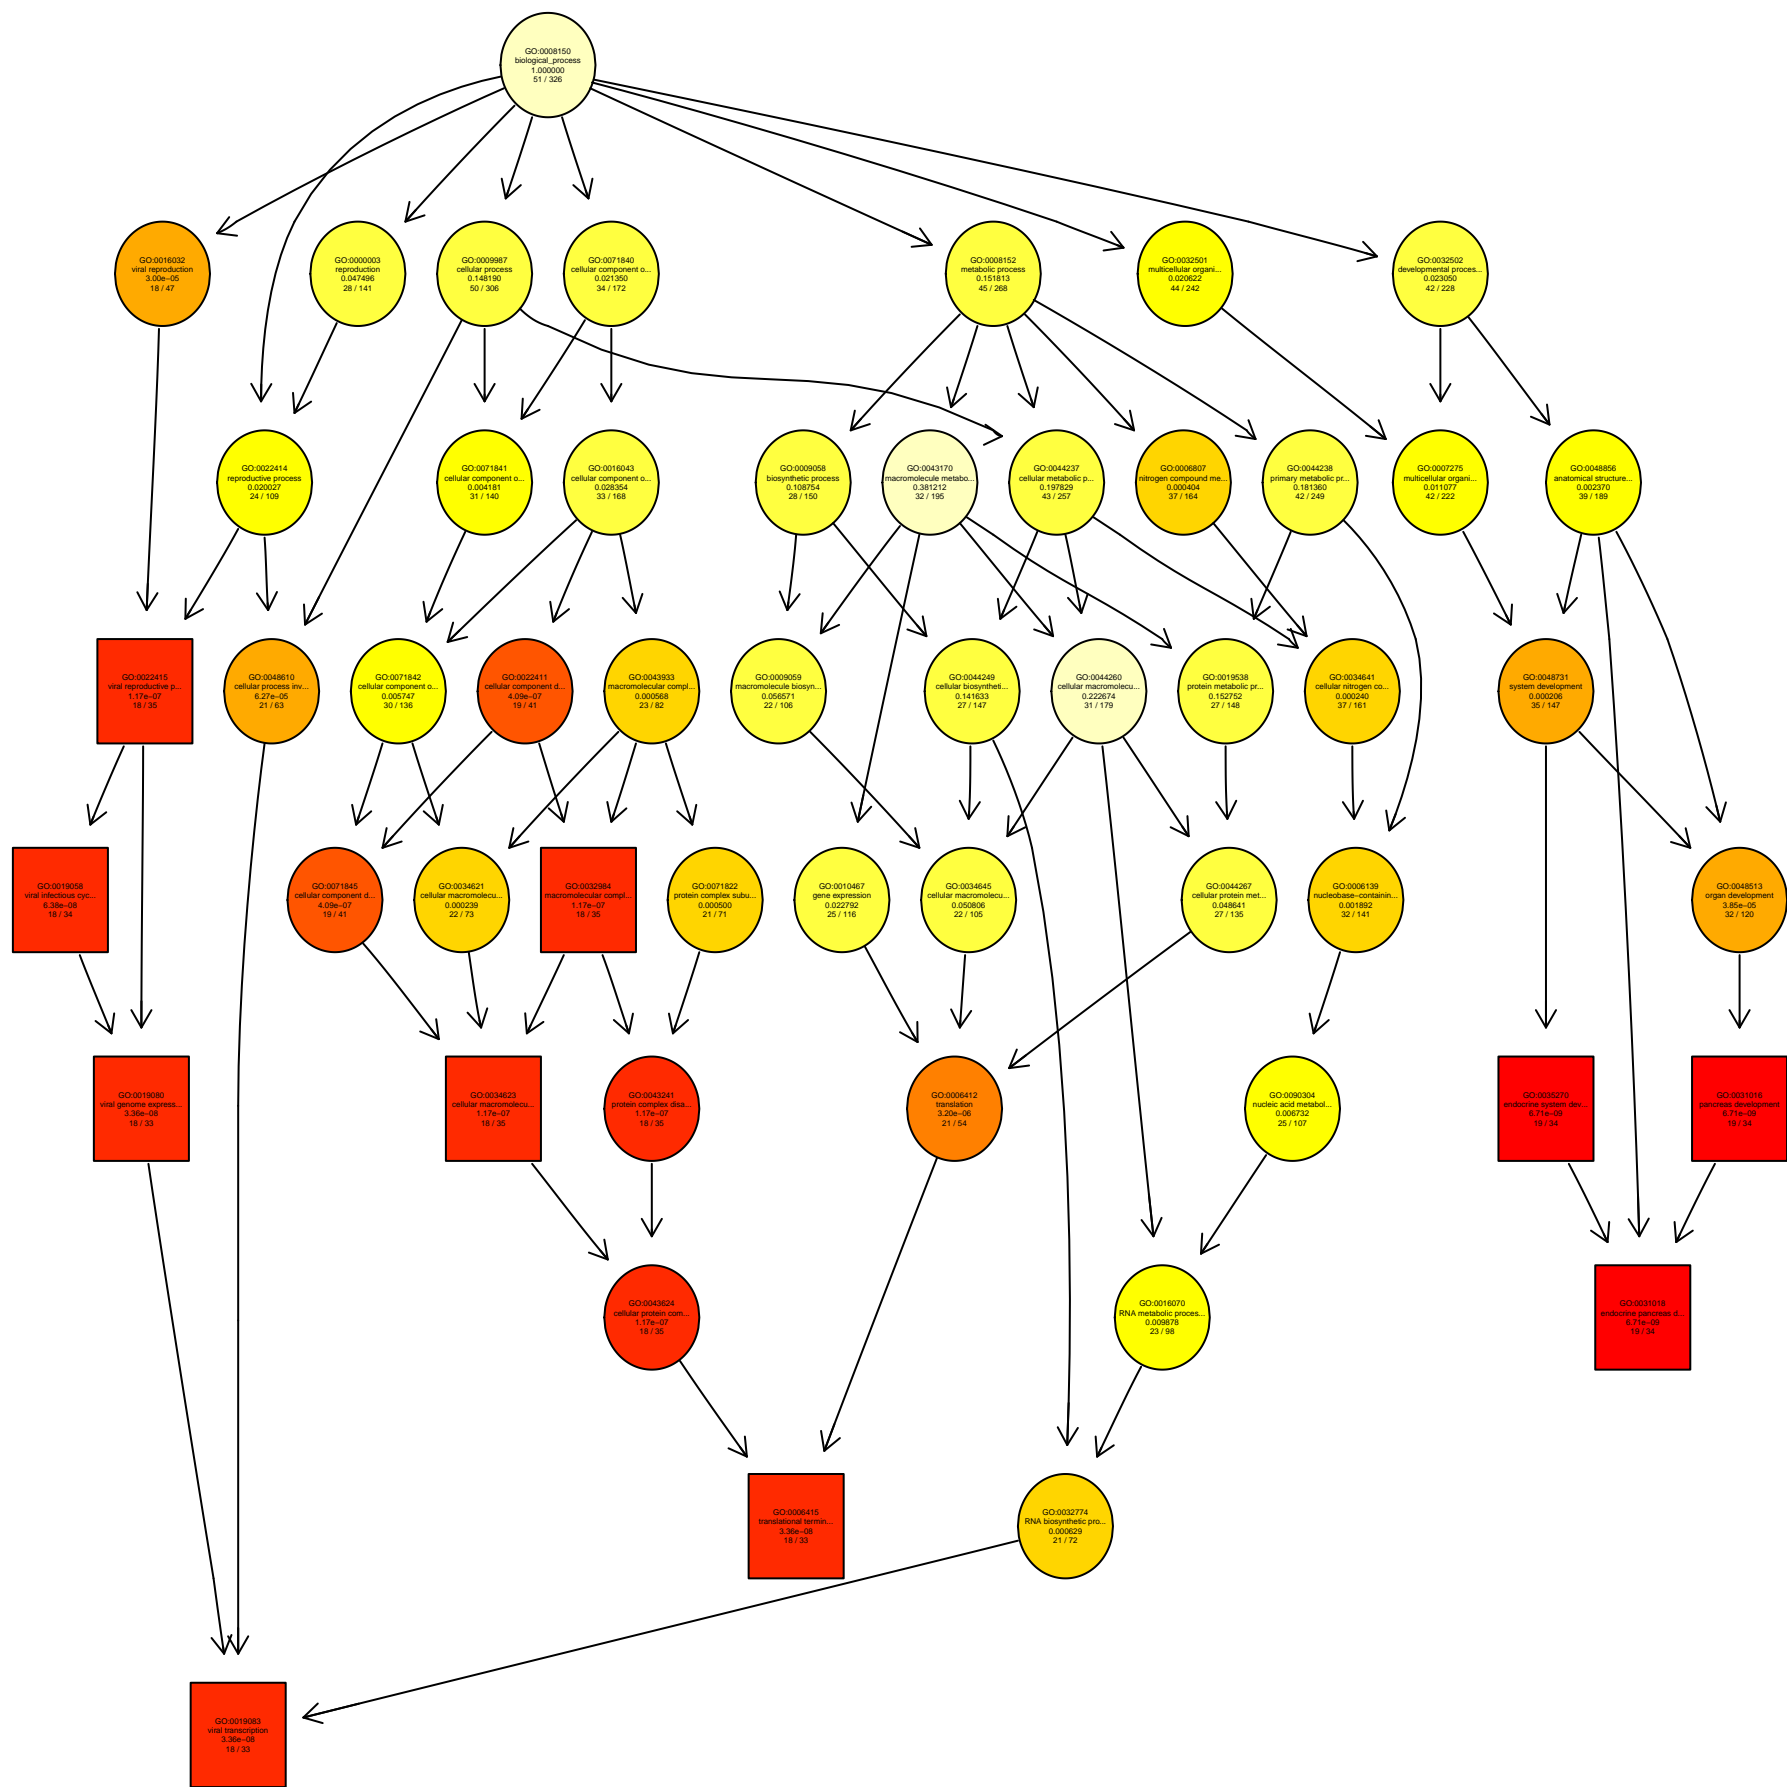 GO:0008150
biological_process
1.000000
51 / 326
GO:0016032
viral reproduction
3.00e−05
18 / 47
GO:0000003
reproduction
0.047496
28 / 141
GO:0009987
cellular process
0.148190
50 / 306
GO:0071840
cellular component o...
0.021350
34 / 172
GO:0008152
metabolic process
0.151813
45 / 268
GO:0032501
multicellular organi...
0.020622
44 / 242
GO:0032502
developmental proces...
0.023050
42 / 228
GO:0022414
reproductive process
0.020027
24 / 109
GO:0071841
cellular component o...
0.004181
31 / 140
GO:0016043
cellular component o...
0.028354
33 / 168
GO:0009058
biosynthetic process
0.108754
28 / 150
GO:0043170
macromolecule metabo...
0.381212
32 / 195
GO:0044237
cellular metabolic p...
0.197829
43 / 257
GO:0006807
nitrogen compound me...
0.000404
37 / 164
GO:0044238
primary metabolic pr...
0.181360
42 / 249
GO:0007275
multicellular organi...
0.011077
42 / 222
GO:0048856
anatomical structure...
0.002370
39 / 189
GO:0022415
viral reproductive p...
1.17e−07
18 / 35
GO:0048610
cellular process inv...
6.27e−05
21 / 63
GO:0071842
cellular component o...
0.005747
30 / 136
GO:0022411
cellular component d...
4.09e−07
19 / 41
GO:0043933
macromolecular compl...
0.000568
23 / 82
GO:0009059
macromolecule biosyn...
0.056571
22 / 106
GO:0044249
cellular biosyntheti...
0.141633
27 / 147
GO:0044260
cellular macromolecu...
0.222674
31 / 179
GO:0019538
protein metabolic pr...
0.152752
27 / 148
GO:0034641
cellular nitrogen co...
0.000240
37 / 161
GO:0048731
system development
0.000206
35 / 147
GO:0019058
viral infectious cyc...
6.38e−08
18 / 34
GO:0071845
cellular component d...
4.09e−07
19 / 41
GO:0034621
cellular macromolecu...
0.000239
22 / 73
GO:0032984
macromolecular compl...
1.17e−07
18 / 35
GO:0071822
protein complex subu...
0.000500
21 / 71
GO:0010467
gene expression
0.022792
25 / 116
GO:0034645
cellular macromolecu...
0.050806
22 / 105
GO:0044267
cellular protein met...
0.048641
27 / 135
GO:0006139
nucleobase−containin...
0.001892
32 / 141
GO:0048513
organ development
3.85e−05
32 / 120
GO:0019080
viral genome express...
3.36e−08
18 / 33
GO:0034623
cellular macromolecu...
1.17e−07
18 / 35
GO:0043241
protein complex disa...
1.17e−07
18 / 35
GO:0006412
translation
3.20e−06
21 / 54
GO:0090304
nucleic acid metabol...
0.006732
25 / 107
GO:0035270
endocrine system dev...
6.71e−09
19 / 34
GO:0031016
pancreas development
6.71e−09
19 / 34
GO:0043624
cellular protein com...
1.17e−07
18 / 35
GO:0016070
RNA metabolic proces...
0.009878
23 / 98
GO:0031018
endocrine pancreas d...
6.71e−09
19 / 34
GO:0006415
translational termin...
3.36e−08
18 / 33
GO:0032774
RNA biosynthetic pro...
0.000629
21 / 72
GO:0019083
viral transcription
3.36e−08
18 / 33